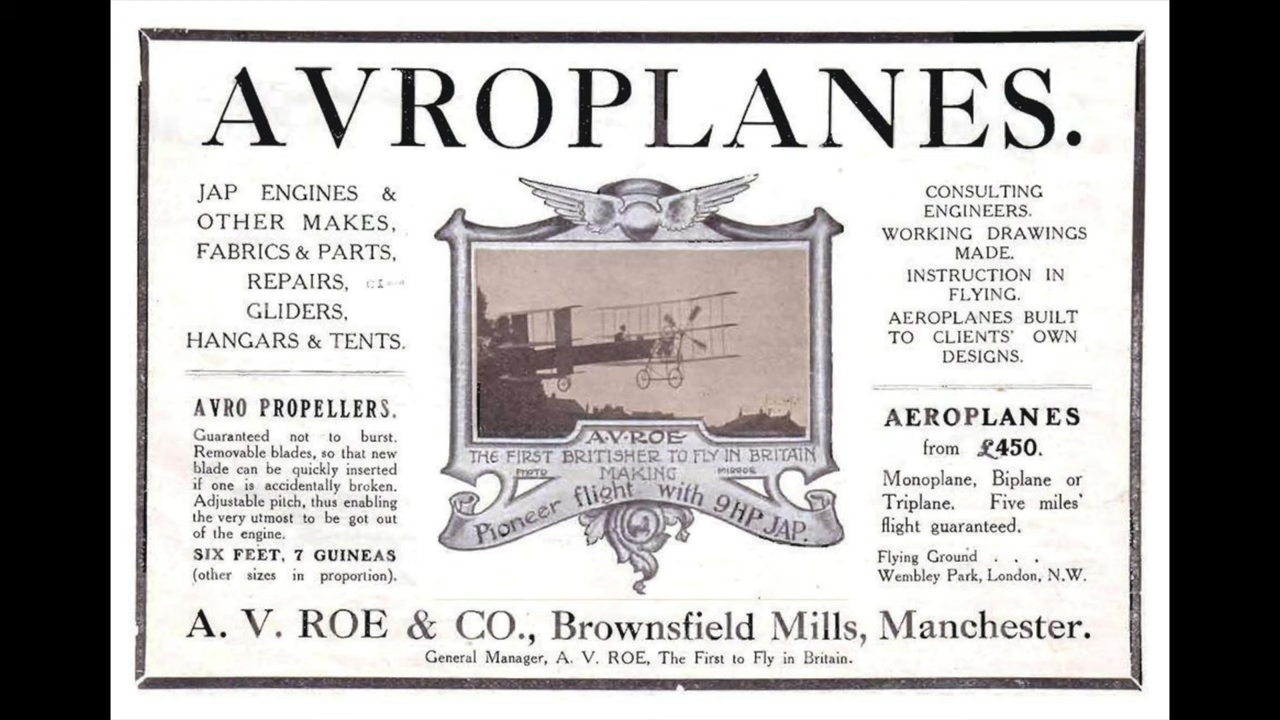 AVROPLANES.
JAP ENGINES &
OTHER MAKES,
FABRICS & PARTS,
REPAIRS,
GLIDERS,
HANGARS & TENTS.
AVRO PROPELLERS.
Guaranteed not to burst.
Removable blades, so that new
blade can be quickly inserted
if one is accidentally broken.
Adjustable pitch, thus enabling
the very utmost to be got out
of the engine.
SIX FEET, 7 GUINEAS
(other sizes in proportion).
A·V·ROE
THE FIRST BRITISHER TO FLY IN BRITAIN
PHOTO MAKING MIRROR
Pioneer flight with 9HP JAP.
CONSULTING
ENGINEERS.
WORKING DRAWINGS
MADE.
INSTRUCTION IN
FLYING.
AEROPLANES BUILT
TO CLIENTS' OWN
DESIGNS.
AEROPLANES
from £450.
Monoplane, Biplane or
Triplane. Five miles'
flight guaranteed.
Flying Ground . . .
Wembley Park, London, N.W.
A. V. ROE & CO., Brownsfield Mills, Manchester.
General Manager, A. V. ROE, The First to Fly in Britain.